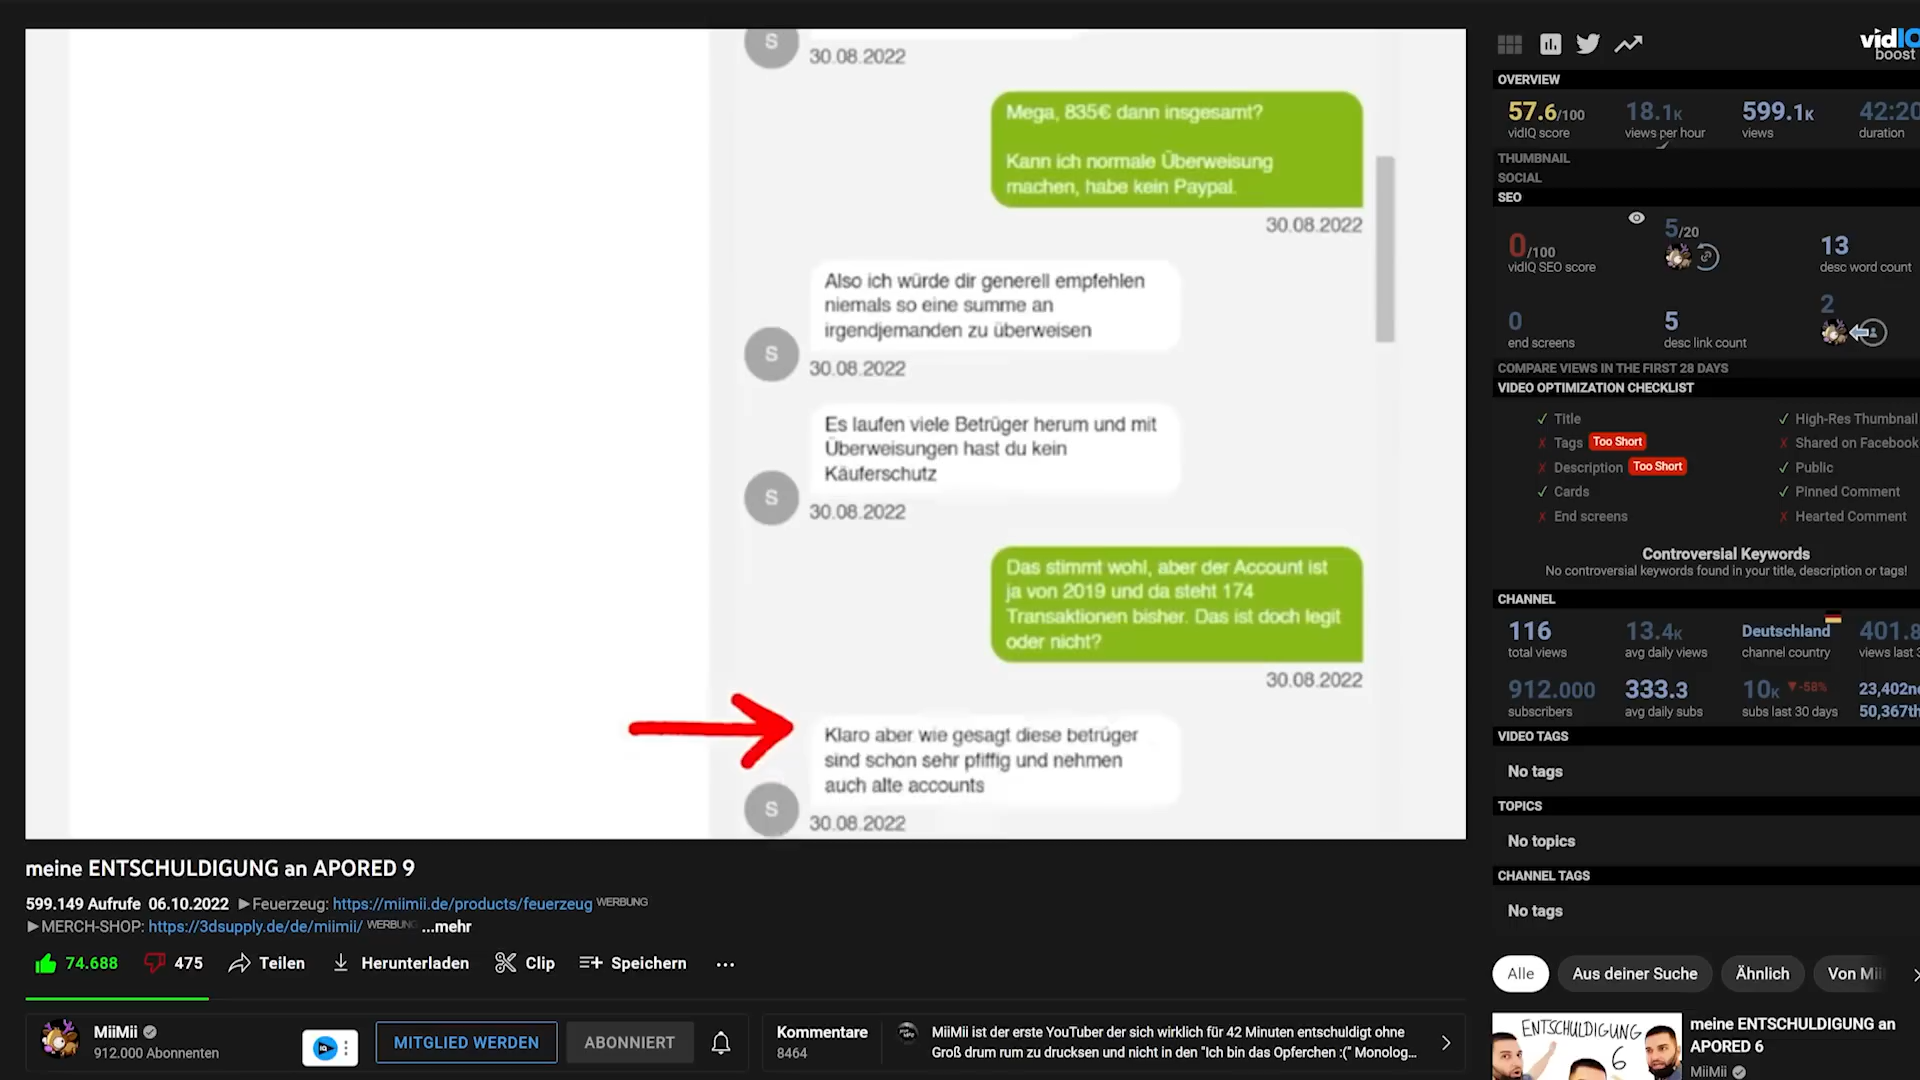 S
30.08.2022
Mega, 835€ dann insgesamt?
Kann ich normale Überweisung
machen, habe kein Paypal.
30.08.2022
Also ich würde dir generell empfehlen
niemals so eine summe an
irgendjemanden zu überweisen
S
30.08.2022
Es laufen viele Betrüger herum und mit
Überweisungen hast du kein
Käuferschutz
S
30.08.2022
Das stimmt wohl, aber der Account ist
ja von 2019 und da steht 174
Transaktionen bisher. Das ist doch legit
oder nicht?
30.08.2022
Klaro aber wie gesagt diese betrüger
sind schon sehr pfiffig und nehmen
auch alte accounts
S
30.08.2022
meine ENTSCHULDIGUNG an APORED 9
599.149 Aufrufe 06.10.2022 ►Feuerzeug: https://miimii.de/products/feuerzeug WERBUNG
►MERCH-SHOP: https://3dsupply.de/de/miimii/ WERBUNG ...mehr
74.688 475 Teilen Herunterladen Clip Speichern ...
MiiMii
912.000 Abonnenten
MITGLIED WERDEN
ABONNIERT
Kommentare
8464
MiiMii ist der erste YouTuber der sich wirklich für 42 Minuten entschuldigt ohne
Groß drum rum zu drucksen und nicht in den "Ich bin das Opferchen :(" Monolog...
vidIQ
boost
OVERVIEW
57.6/100 18.1K 599.1K 42:20
vidIQ score views per hour views duration
THUMBNAIL
SOCIAL
SEO
0/100 5/20 13
vidIQ SEO score desc word count
0 5 2
end screens desc link count
COMPARE VIEWS IN THE FIRST 28 DAYS
VIDEO OPTIMIZATION CHECKLIST
✓ Title ✓ High-Res Thumbnail
✗ Tags Too Short ✗ Shared on Facebook
✗ Description Too Short ✓ Public
✓ Cards ✓ Pinned Comment
✗ End screens ✗ Hearted Comment
Controversial Keywords
No controversial keywords found in your title, description or tags!
CHANNEL
116 13.4K Deutschland 401.8
total views avg daily views channel country views last
912.000 333.3 10K ▼-58% 23,402nd
subscribers avg daily subs subs last 30 days 50,367th
VIDEO TAGS
No tags
TOPICS
No topics
CHANNEL TAGS
No tags
Alle Aus deiner Suche Ähnlich Von Mii
ENTSCHULDIGUNG
6
meine ENTSCHULDIGUNG an
APORED 6
MiiMii